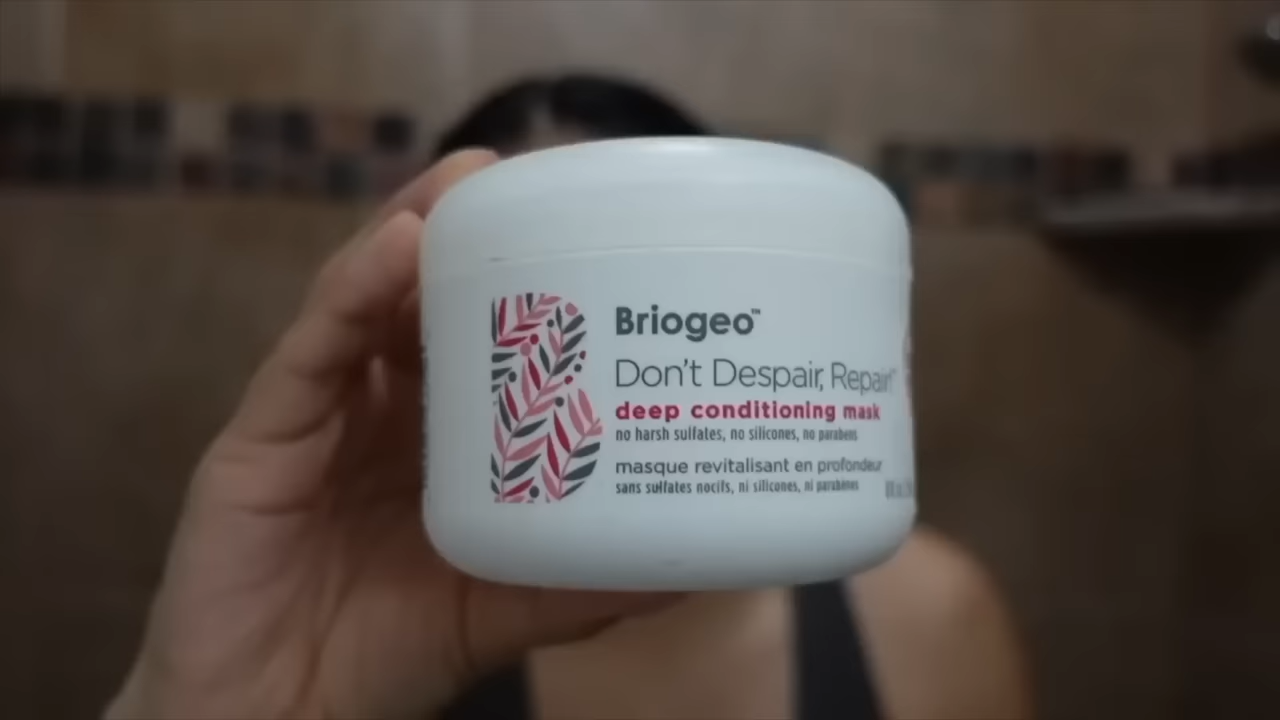 Briogeo™
Don't Despair, Repair!™
deep conditioning mask
no harsh sulfates, no silicones, no parabens
masque revitalisant en profondeur
sans sulfates nocifs, ni silicones, ni parabènes